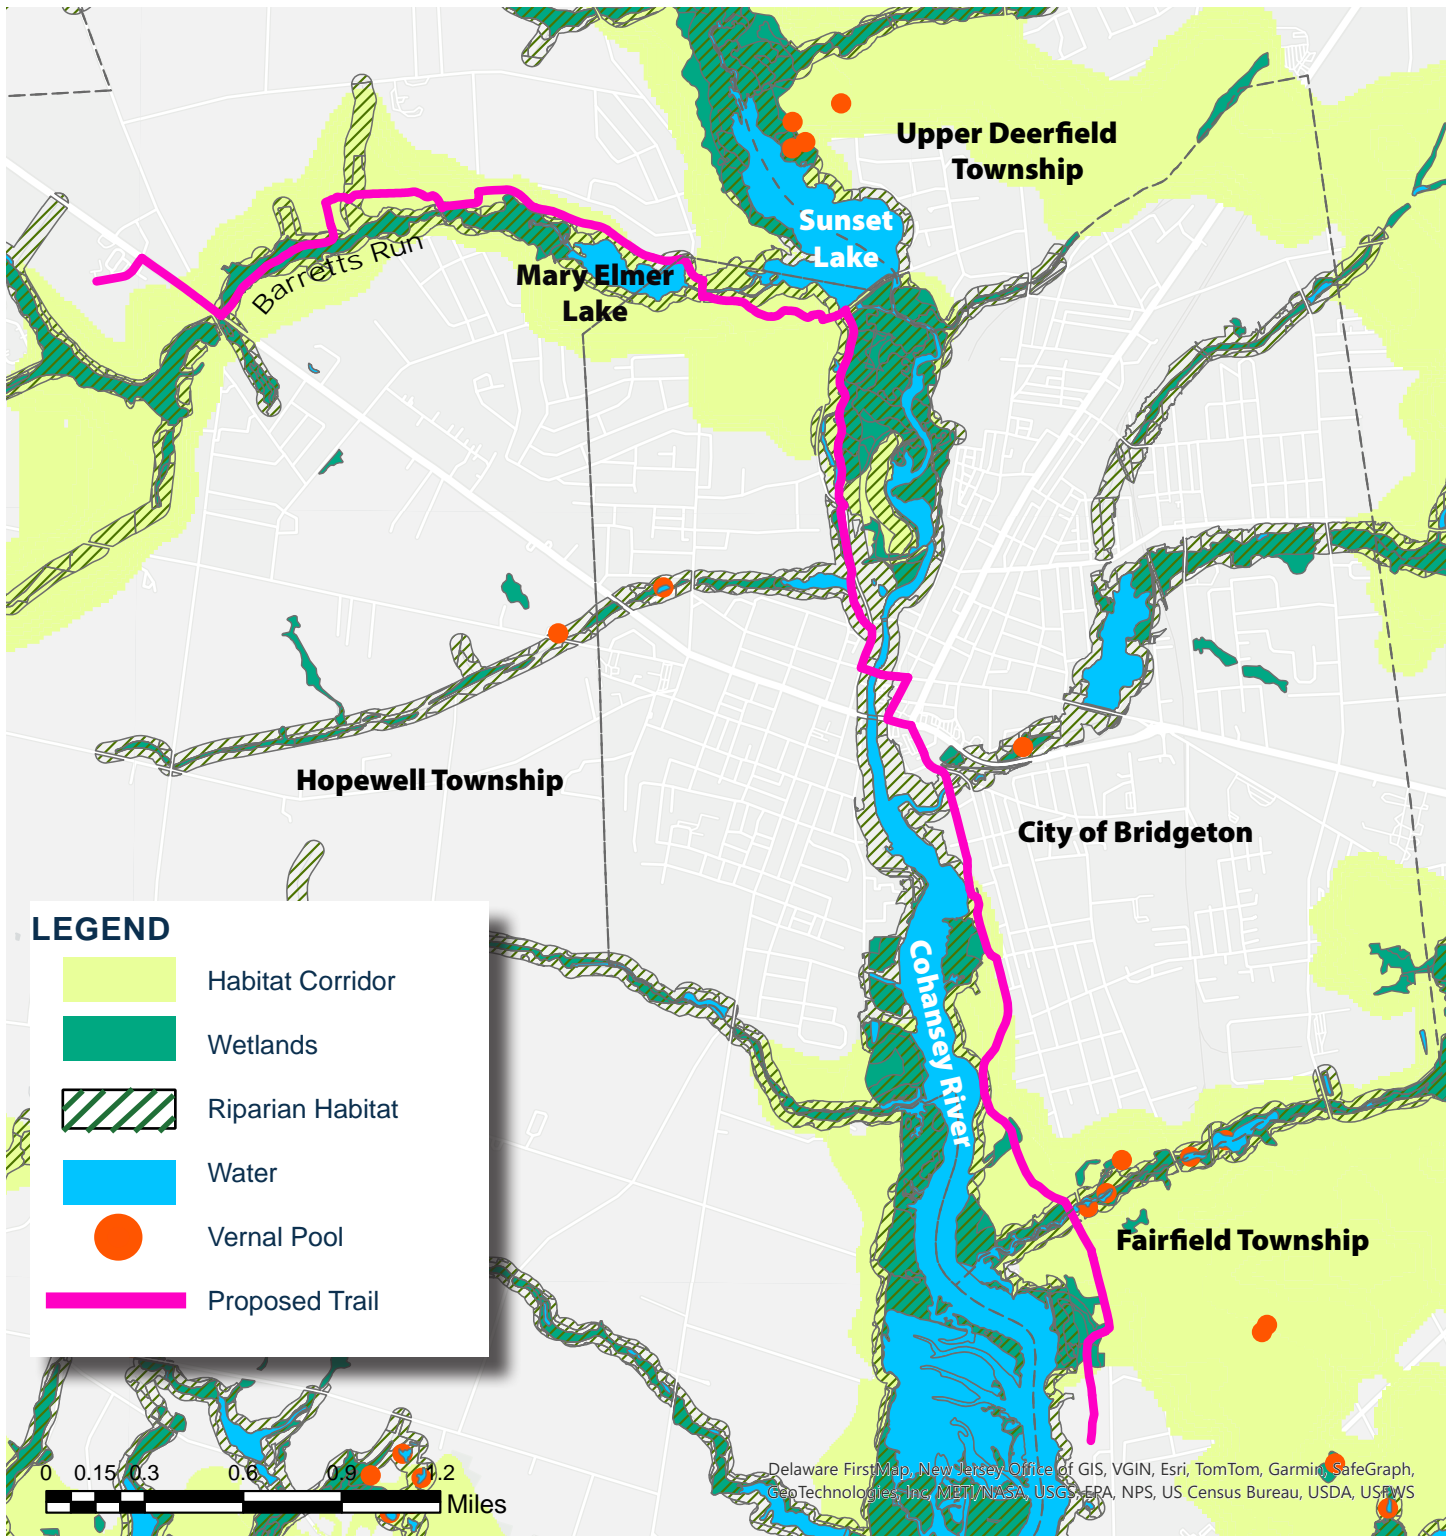 Upper Deerfield
Township
Sunset
Lake
Barretts Run
Mary Elmer
Lake
Hopewell Township
City of Bridgeton
Cohansey River
Fairfield Township
LEGEND
Habitat Corridor
Wetlands
Riparian Habitat
Water
Vernal Pool
Proposed Trail
0 0.15 0.3 0.6 0.9 1.2
Miles
Delaware FirstMap, New Jersey Office of GIS, VGIN, Esri, TomTom, Garmin, SafeGraph,
GeoTechnologies, Inc, METI/NASA, USGS, EPA, NPS, US Census Bureau, USDA, USFWS